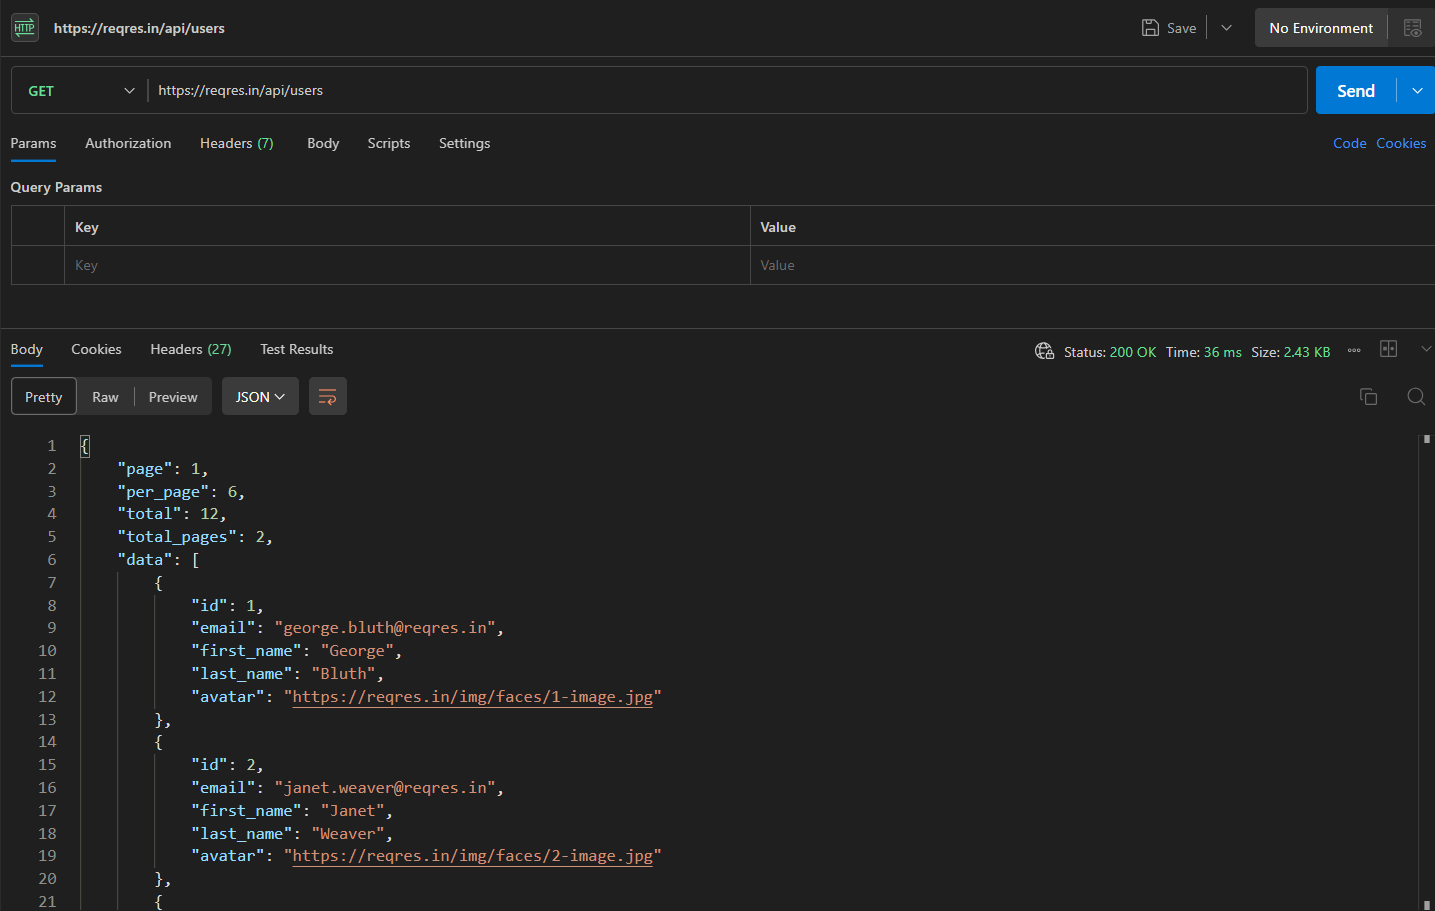 HTTP https://reqres.in/api/users Save No Environment
GET https://reqres.in/api/users Send
Params Authorization Headers (7) Body Scripts Settings Code Cookies
Query Params
Key Value
Key Value
Body Cookies Headers (27) Test Results Status: 200 OK Time: 36 ms Size: 2.43 KB
Pretty Raw Preview JSON
1 {
2 "page": 1,
3 "per_page": 6,
4 "total": 12,
5 "total_pages": 2,
6 "data": [
7 {
8 "id": 1,
9 "email": "george.bluth@reqres.in",
10 "first_name": "George",
11 "last_name": "Bluth",
12 "avatar": "https://reqres.in/img/faces/1-image.jpg"
13 },
14 {
15 "id": 2,
16 "email": "janet.weaver@reqres.in",
17 "first_name": "Janet",
18 "last_name": "Weaver",
19 "avatar": "https://reqres.in/img/faces/2-image.jpg"
20 },
21 {